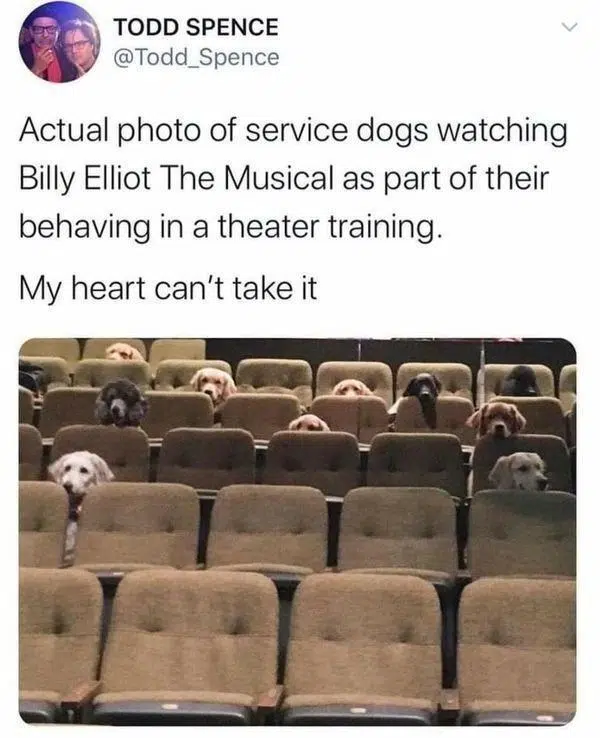 TODD SPENCE
@Todd_Spence
Actual photo of service dogs watching
Billy Elliot The Musical as part of their
behaving in a theater training.
My heart can't take it